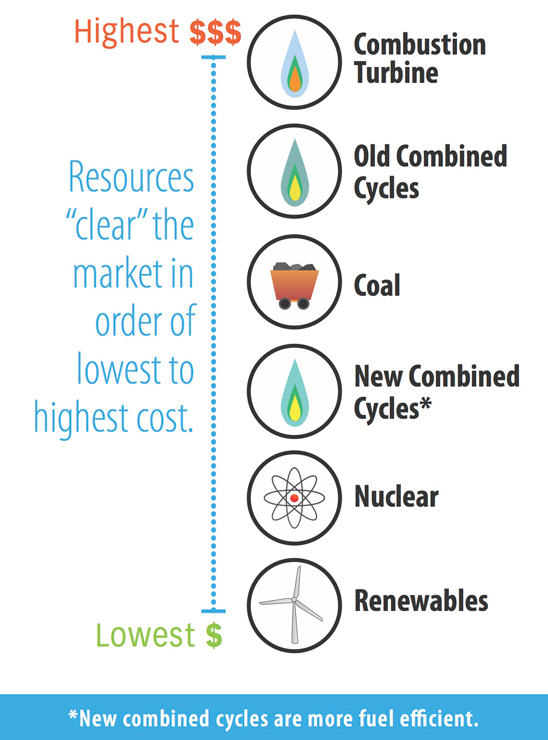 Highest $$$
Combustion
Turbine
Old Combined
Cycles
Resources
“clear” the
market in
order of
lowest to
highest cost.
Coal
New Combined
Cycles*
Nuclear
Renewables
Lowest $
*New combined cycles are more fuel efficient.